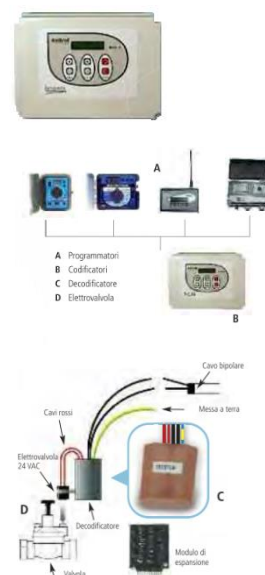 A
A Programmatori
B Codificatori
C Decodificatore
D Elettrovalvola
B
Cavo bipolare
Cavi rossi
Messa a terra
Elettrovalvola
24 VAC
D
C
Decodificatore
Modulo di
espansione
Valvola